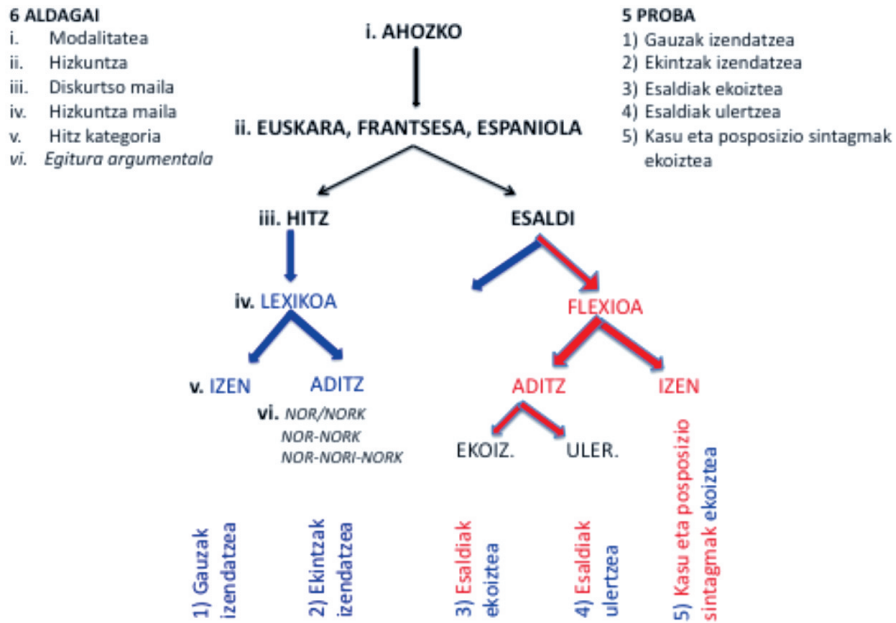 6 ALDAGAI
i. Modalitatea
ii. Hizkuntza
iii. Diskurtso maila
iv. Hizkuntza maila
v. Hitz kategoria
vi. Egitura argumentala
i. AHOZKO
5 PROBA
1) Gauzak izendatzea
2) Ekintzak izendatzea
3) Esaldiak ekoiztea
4) Esaldiak ulertzea
5) Kasu eta posposizio sintagmak
ekoiztea
ii. EUSKARA, FRANTSESA, ESPANIOLA
iii. HITZ
ESALDI
iv. LEXIKOA
FLEXIOA
v. IZEN
ADITZ
ADITZ
IZEN
vi. NOR/NORK
NOR-NORK
NOR-NORI-NORK
EKOIZ.
ULER.
1) Gauzak
izendatzea
2) Ekintzak
izendatzea
3) Esaldiak
ekoiztea
4) Esaldiak
ulertzea
5) Kasu eta posposizio
sintagmak ekoiztea